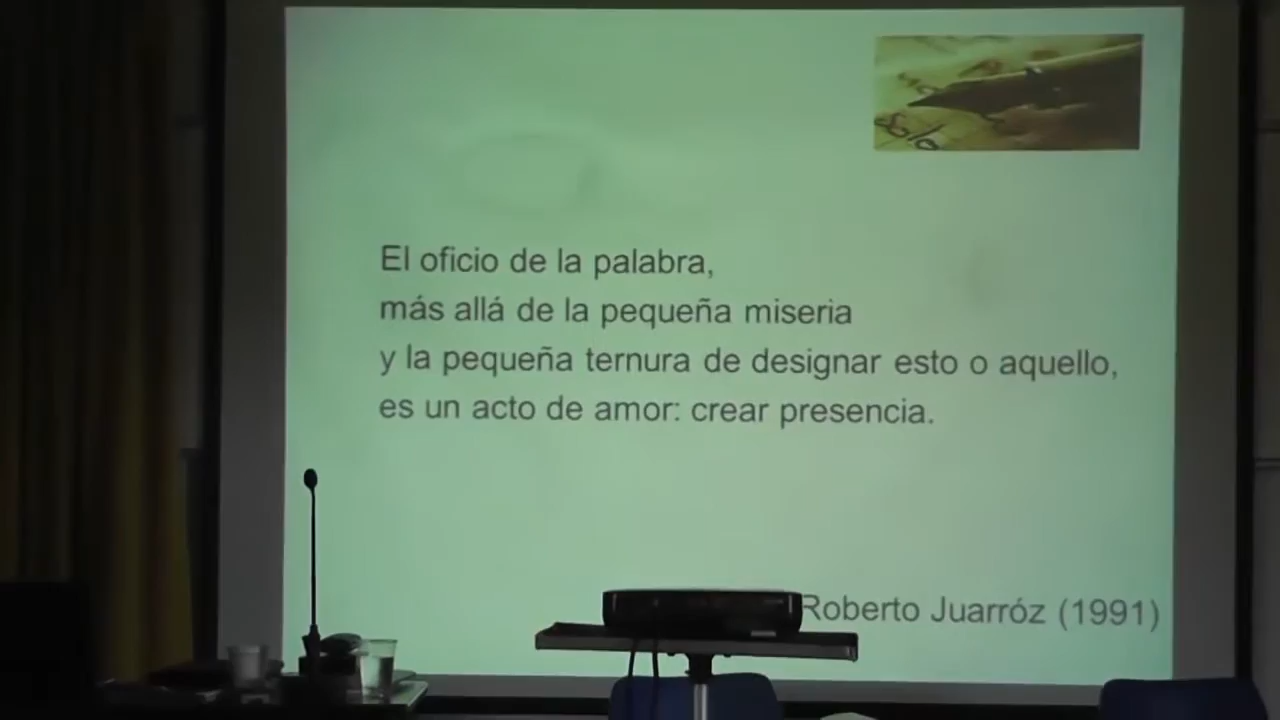 El oficio de la palabra,
más allá de la pequeña miseria
y la pequeña ternura de designar esto o aquello,
es un acto de amor: crear presencia.
Roberto Juarróz (1991)